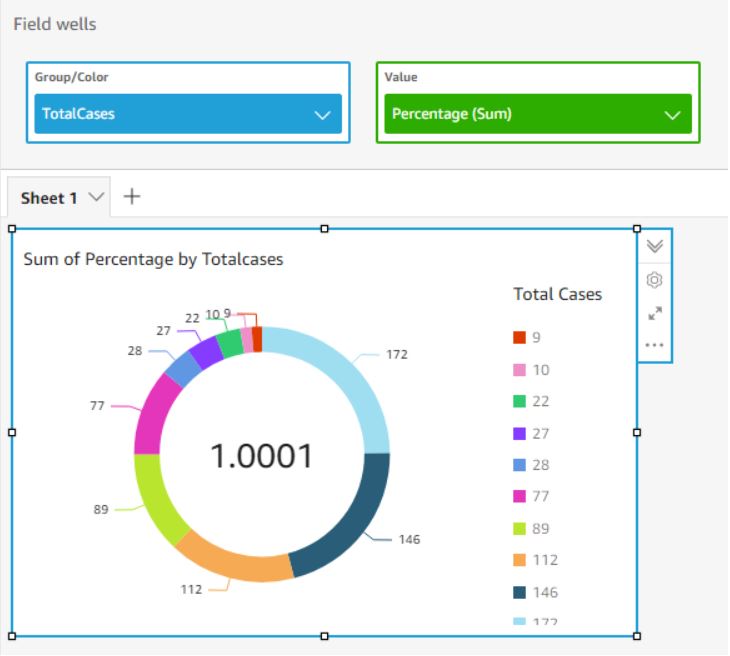 Field wells
Group/Color
Value
TotalCases
Percentage (Sum)
Sheet 1
Sum of Percentage by Totalcases
Total Cases
9
10
22
27
28
77
89
112
146
172
1.0001
172
146
112
89
77
28
27
22
10
9